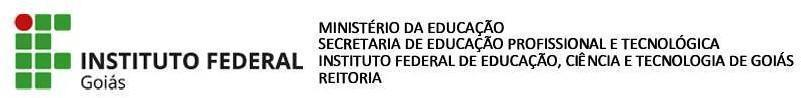 INSTITUTO FEDERAL
Goiás
MINISTÉRIO DA EDUCAÇÃO
SECRETARIA DE EDUCAÇÃO PROFISSIONAL E TECNOLÓGICA
INSTITUTO FEDERAL DE EDUCAÇÃO, CIÊNCIA E TECNOLOGIA DE GOIÁS
REITORIA